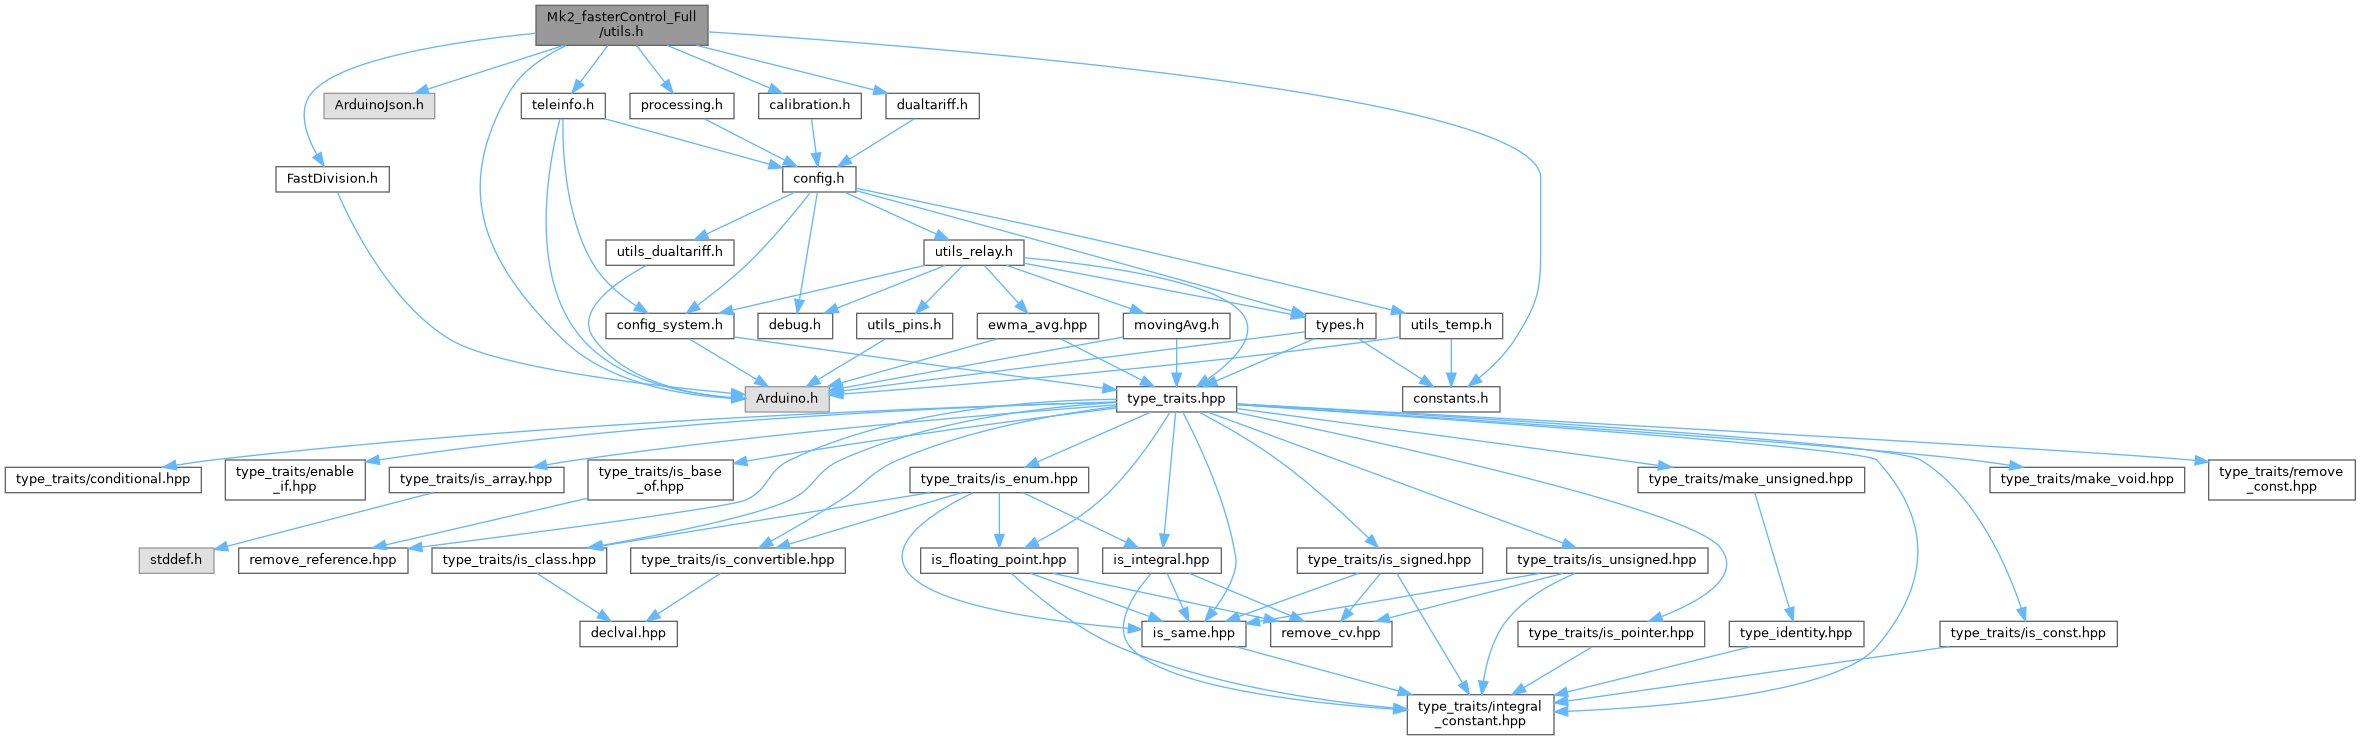 Mk2_fasterControl_Full
/utils.h
ArduinoJson.h
teleinfo.h
processing.h
calibration.h
dualtariff.h
FastDivision.h
config.h
utils_dualtariff.h
utils_relay.h
config_system.h
debug.h
utils_pins.h
ewma_avg.hpp
movingAvg.h
types.h
utils_temp.h
Arduino.h
type_traits.hpp
constants.h
type_traits/conditional.hpp
type_traits/enable
_if.hpp
type_traits/is_array.hpp
type_traits/is_base
_of.hpp
type_traits/is_enum.hpp
type_traits/make_unsigned.hpp
type_traits/make_void.hpp
type_traits/remove
_const.hpp
stddef.h
remove_reference.hpp
type_traits/is_class.hpp
type_traits/is_convertible.hpp
is_floating_point.hpp
is_integral.hpp
type_traits/is_signed.hpp
type_traits/is_unsigned.hpp
declval.hpp
is_same.hpp
remove_cv.hpp
type_traits/is_pointer.hpp
type_identity.hpp
type_traits/is_const.hpp
type_traits/integral
_constant.hpp